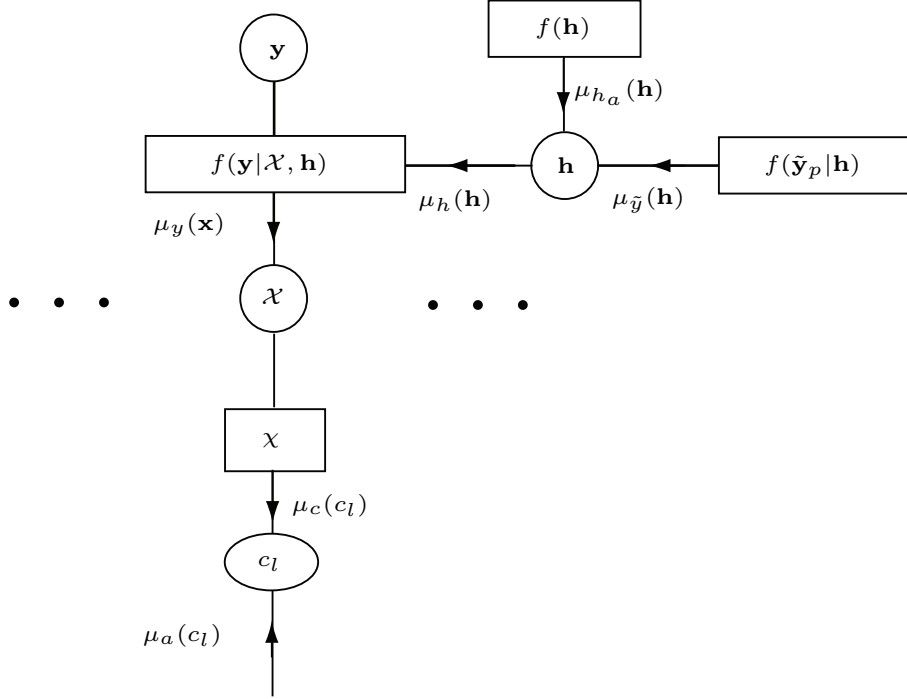 f(h)
y
μ_{h_a}(h)
f(y|𝒳, h)
h
f(ỹ_p|h)
μ_h(h)
μ_ỹ(h)
μ_y(x)
𝒳
χ
μ_c(c_l)
c_l
μ_a(c_l)